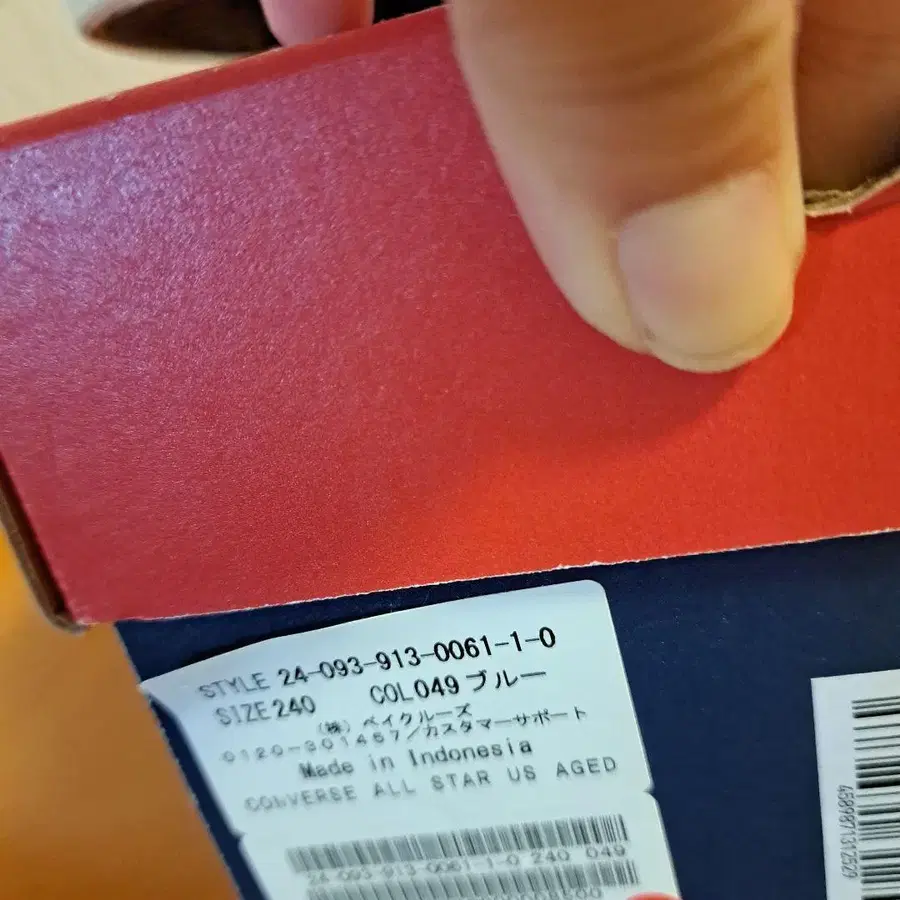 STYLE 24-093-913-0061-1-0
SIZE 240 COL 049 ブルー
(株) ベイクルーズ
0120-301457/カスタマーサポート
Made in Indonesia
CONVERSE ALL STAR US AGED
24-093-913-0061-1-0 240 049
4589871312529